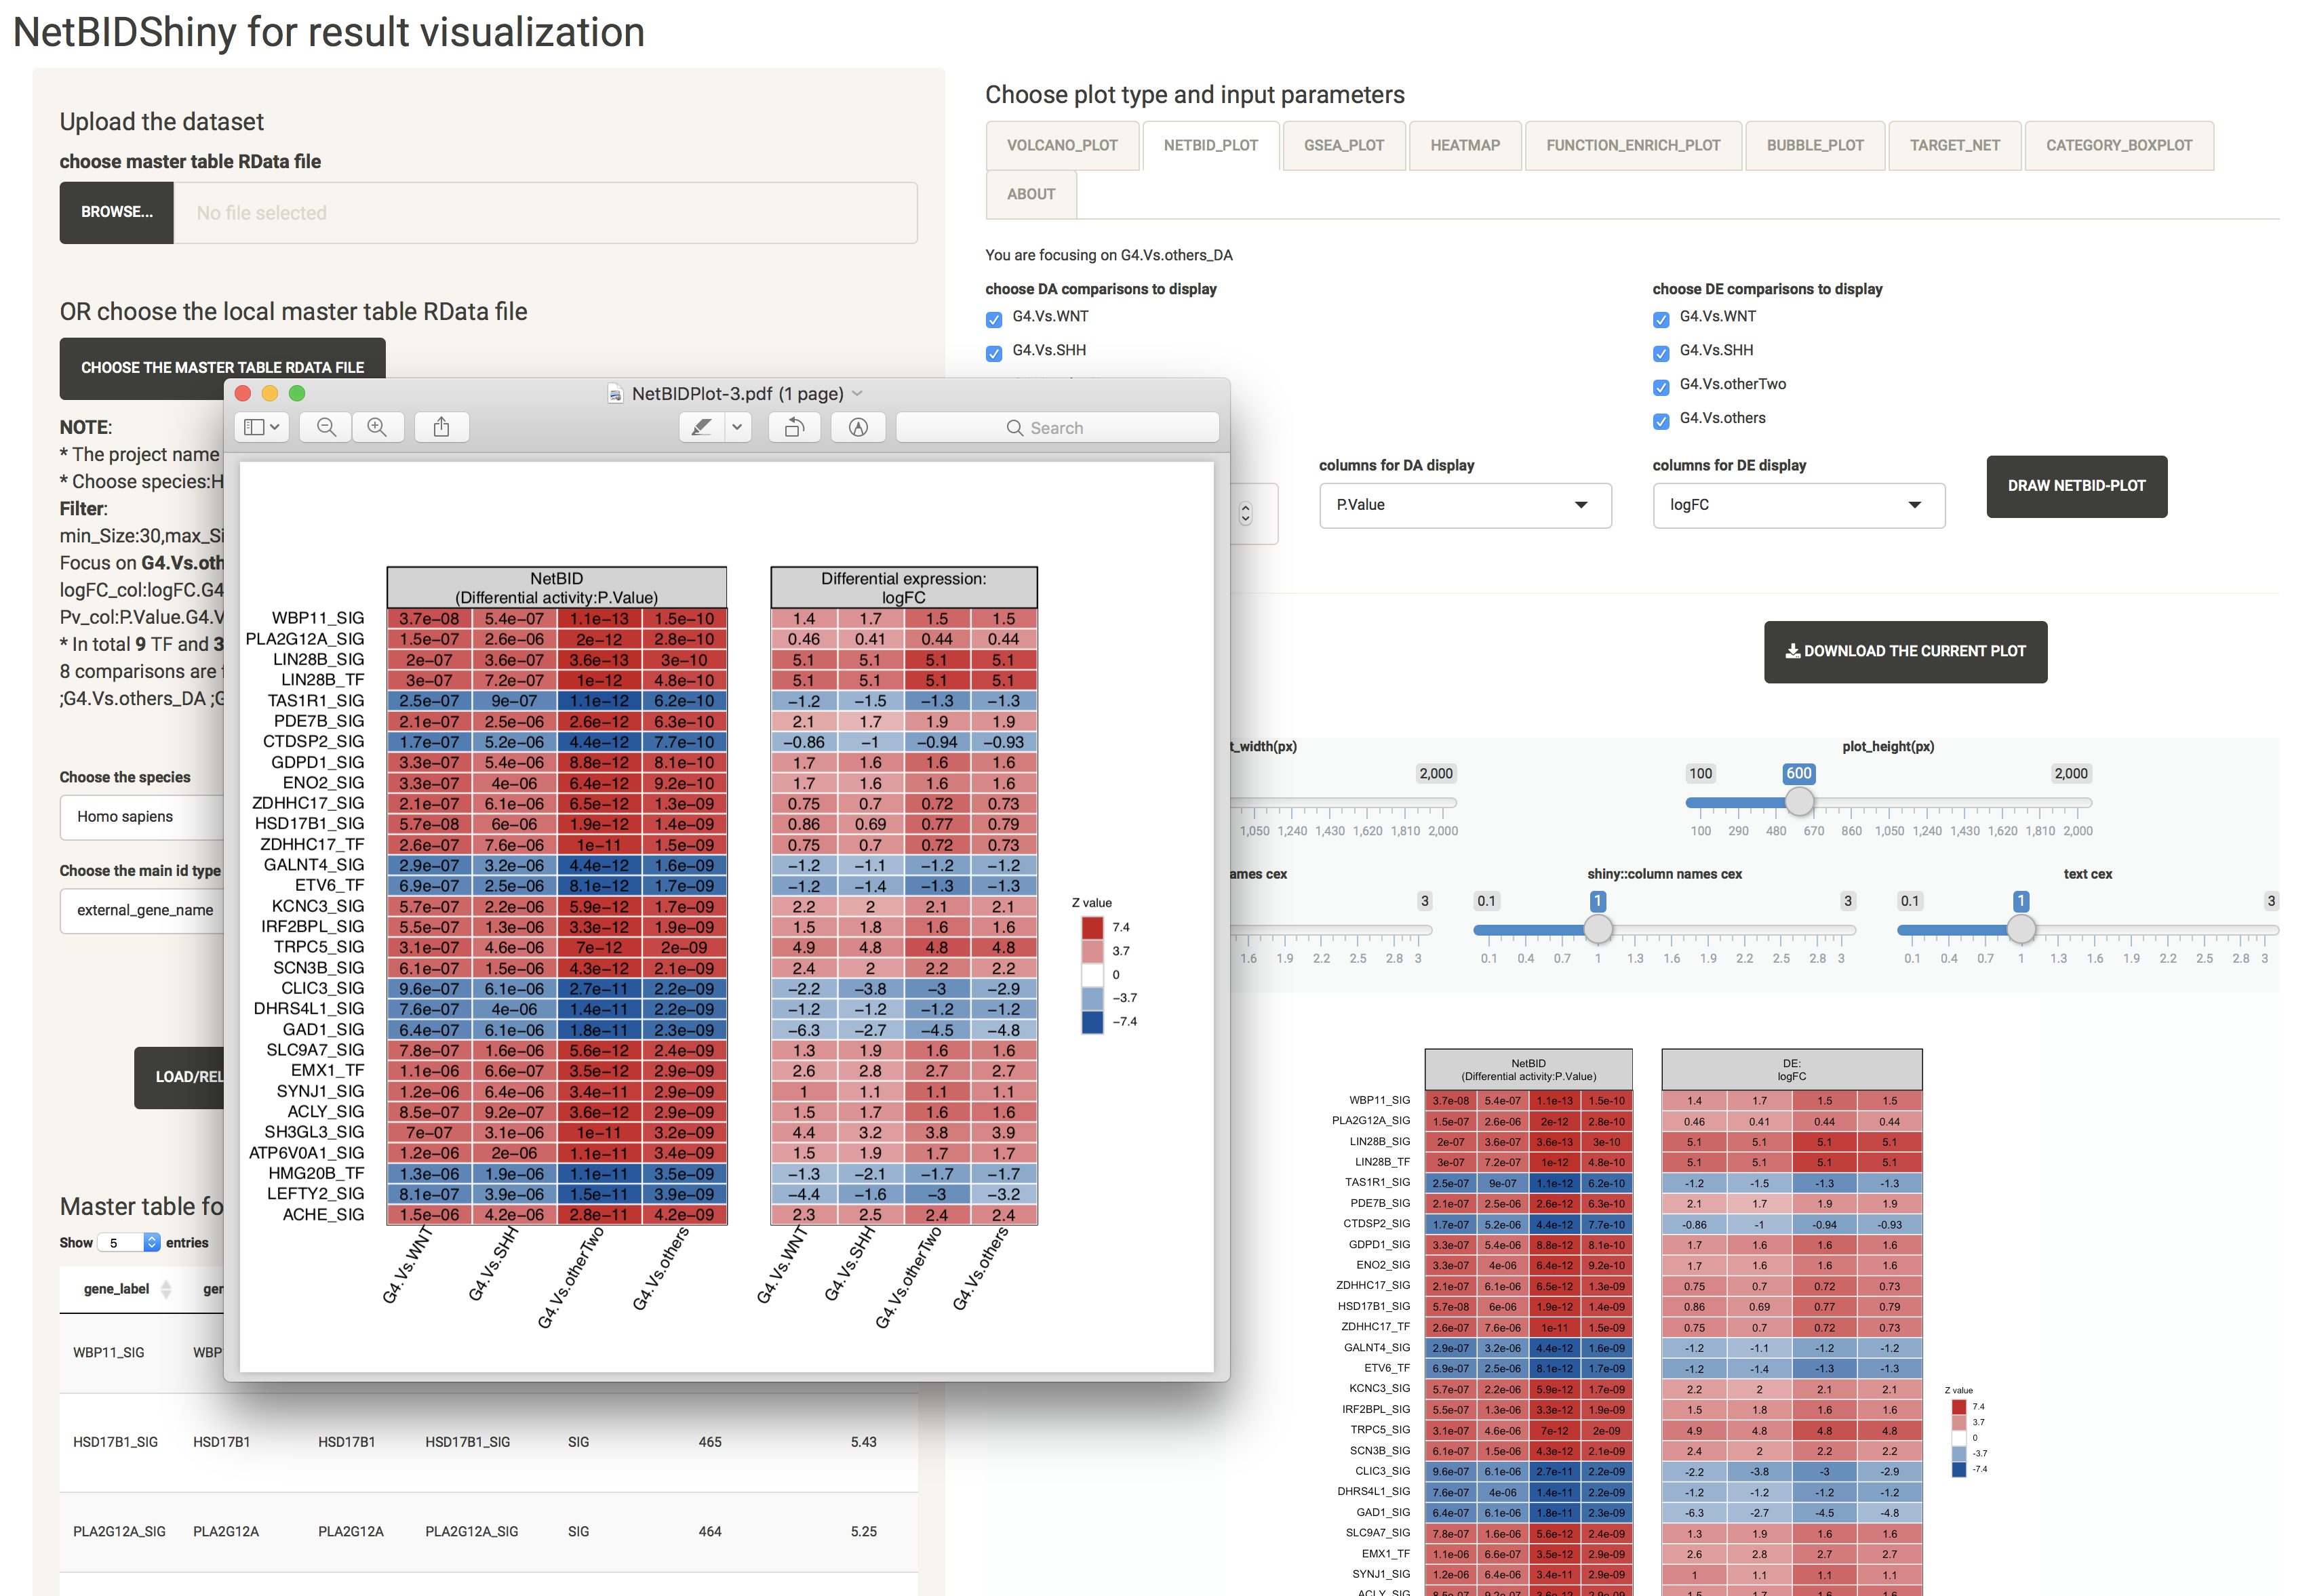 NetBIDShiny for result visualization
Upload the dataset
choose master table RData file
BROWSE...
No file selected
OR choose the local master table RData file
CHOOSE THE MASTER TABLE RDATA FILE
NOTE:
* The project name
* Choose species:H
Filter:
min_Size:30,max_Si
Focus on G4.Vs.oth
logFC_col:logFC.G4
Pv_col:P.Value.G4.V
* In total 9 TF and 3
8 comparisons are
;G4.Vs.others_DA ;G
Choose the species
Homo sapiens
Choose the main id type
external_gene_name
LOAD/REL
Master table fo
Show 5 entries
gene_label ger
WBP11_SIG WBP
HSD17B1_SIG HSD17B1 HSD17B1 HSD17B1_SIG SIG 465 5.43
PLA2G12A_SIG PLA2G12A PLA2G12A PLA2G12A_SIG SIG 464 5.25
NetBIDPlot-3.pdf (1 page)
Search
NetBID
(Differential activity:P.Value)
Differential expression:
logFC
WBP11_SIG 3.7e−08 5.4e−07 1.1e−13 1.5e−10 1.4 1.7 1.5 1.5
PLA2G12A_SIG 1.5e−07 2.6e−06 2e−12 2.8e−10 0.46 0.41 0.44 0.44
LIN28B_SIG 2e−07 3.6e−07 3.6e−13 3e−10 5.1 5.1 5.1 5.1
LIN28B_TF 3e−07 7.2e−07 1e−12 4.8e−10 5.1 5.1 5.1 5.1
TAS1R1_SIG 2.5e−07 9e−07 1.1e−12 6.2e−10 −1.2 −1.5 −1.3 −1.3
PDE7B_SIG 2.1e−07 2.5e−06 2.6e−12 6.3e−10 2.1 1.7 1.9 1.9
CTDSP2_SIG 1.7e−07 5.2e−06 4.4e−12 7.7e−10 −0.86 −1 −0.94 −0.93
GDPD1_SIG 3.3e−07 5.4e−06 8.8e−12 8.1e−10 1.7 1.6 1.6 1.6
ENO2_SIG 3.3e−07 4e−06 6.4e−12 9.2e−10 1.7 1.6 1.6 1.6
ZDHHC17_SIG 2.1e−07 6.1e−06 6.5e−12 1.3e−09 0.75 0.7 0.72 0.73
HSD17B1_SIG 5.7e−08 6e−06 1.9e−12 1.4e−09 0.86 0.69 0.77 0.79
ZDHHC17_TF 2.6e−07 7.6e−06 1e−11 1.5e−09 0.75 0.7 0.72 0.73
GALNT4_SIG 2.9e−07 3.2e−06 4.4e−12 1.6e−09 −1.2 −1.1 −1.2 −1.2
ETV6_TF 6.9e−07 2.5e−06 8.1e−12 1.7e−09 −1.2 −1.4 −1.3 −1.3
KCNC3_SIG 5.7e−07 2.2e−06 5.9e−12 1.7e−09 2.2 2 2.1 2.1
IRF2BPL_SIG 5.5e−07 1.3e−06 3.3e−12 1.9e−09 1.5 1.8 1.6 1.6
TRPC5_SIG 3.1e−07 4.6e−06 7e−12 2e−09 4.9 4.8 4.8 4.8
SCN3B_SIG 6.1e−07 1.5e−06 4.3e−12 2.1e−09 2.4 2 2.2 2.2
CLIC3_SIG 9.6e−07 6.1e−06 2.7e−11 2.2e−09 −2.2 −3.8 −3 −2.9
DHRS4L1_SIG 7.6e−07 4e−06 1.4e−11 2.2e−09 −1.2 −1.2 −1.2 −1.2
GAD1_SIG 6.4e−07 6.1e−06 1.8e−11 2.3e−09 −6.3 −2.7 −4.5 −4.8
SLC9A7_SIG 7.8e−07 1.6e−06 5.6e−12 2.4e−09 1.3 1.9 1.6 1.6
EMX1_TF 1.1e−06 6.6e−07 3.5e−12 2.9e−09 2.6 2.8 2.7 2.7
SYNJ1_SIG 1.2e−06 6.4e−06 3.4e−11 2.9e−09 1 1.1 1.1 1.1
ACLY_SIG 8.5e−07 9.2e−07 3.6e−12 2.9e−09 1.5 1.7 1.6 1.6
SH3GL3_SIG 7e−07 3.1e−06 1e−11 3.2e−09 4.4 3.2 3.8 3.9
ATP6V0A1_SIG 1.2e−06 2e−06 1.1e−11 3.4e−09 1.5 1.9 1.7 1.7
HMG20B_TF 1.3e−06 1.9e−06 1.1e−11 3.5e−09 −1.3 −2.1 −1.7 −1.7
LEFTY2_SIG 8.1e−07 3.9e−06 1.5e−11 3.9e−09 −4.4 −1.6 −3 −3.2
ACHE_SIG 1.5e−06 4.2e−06 2.8e−11 4.2e−09 2.3 2.5 2.4 2.4
G4.Vs.WNT G4.Vs.SHH G4.Vs.otherTwo G4.Vs.others G4.Vs.WNT G4.Vs.SHH G4.Vs.otherTwo G4.Vs.others
Z value
7.4
3.7
0
−3.7
−7.4
Choose plot type and input parameters
VOLCANO_PLOT NETBID_PLOT GSEA_PLOT HEATMAP FUNCTION_ENRICH_PLOT BUBBLE_PLOT TARGET_NET CATEGORY_BOXPLOT
ABOUT
You are focusing on G4.Vs.others_DA
choose DA comparisons to display
G4.Vs.WNT
G4.Vs.SHH
choose DE comparisons to display
G4.Vs.WNT
G4.Vs.SHH
G4.Vs.otherTwo
G4.Vs.others
columns for DA display
P.Value
columns for DE display
logFC
DRAW NETBID-PLOT
DOWNLOAD THE CURRENT PLOT
t_width(px)
2,000
1,050 1,240 1,430 1,620 1,810 2,000
plot_height(px)
100 600 2,000
100 290 480 670 860 1,050 1,240 1,430 1,620 1,810 2,000
ames cex
3
1.6 1.9 2.2 2.5 2.8 3
shiny::column names cex
0.1 1 3
0.1 0.4 0.7 1 1.3 1.6 1.9 2.2 2.5 2.8 3
text cex
0.1 1 3
0.1 0.4 0.7 1 1.3 1.6 1.9 2.2 2.5 2.8 3
NetBID
(Differential activity:P.Value)
DE:
logFC
WBP11_SIG 3.7e-08 5.4e-07 1.1e-13 1.5e-10 1.4 1.7 1.5 1.5
PLA2G12A_SIG 1.5e-07 2.6e-06 2e-12 2.8e-10 0.46 0.41 0.44 0.44
LIN28B_SIG 2e-07 3.6e-07 3.6e-13 3e-10 5.1 5.1 5.1 5.1
LIN28B_TF 3e-07 7.2e-07 1e-12 4.8e-10 5.1 5.1 5.1 5.1
TAS1R1_SIG 2.5e-07 9e-07 1.1e-12 6.2e-10 -1.2 -1.5 -1.3 -1.3
PDE7B_SIG 2.1e-07 2.5e-06 2.6e-12 6.3e-10 2.1 1.7 1.9 1.9
CTDSP2_SIG 1.7e-07 5.2e-06 4.4e-12 7.7e-10 -0.86 -1 -0.94 -0.93
GDPD1_SIG 3.3e-07 5.4e-06 8.8e-12 8.1e-10 1.7 1.6 1.6 1.6
ENO2_SIG 3.3e-07 4e-06 6.4e-12 9.2e-10 1.7 1.6 1.6 1.6
ZDHHC17_SIG 2.1e-07 6.1e-06 6.5e-12 1.3e-09 0.75 0.7 0.72 0.73
HSD17B1_SIG 5.7e-08 6e-06 1.9e-12 1.4e-09 0.86 0.69 0.77 0.79
ZDHHC17_TF 2.6e-07 7.6e-06 1e-11 1.5e-09 0.75 0.7 0.72 0.73
GALNT4_SIG 2.9e-07 3.2e-06 4.4e-12 1.6e-09 -1.2 -1.1 -1.2 -1.2
ETV6_TF 6.9e-07 2.5e-06 8.1e-12 1.7e-09 -1.2 -1.4 -1.3 -1.3
KCNC3_SIG 5.7e-07 2.2e-06 5.9e-12 1.7e-09 2.2 2 2.1 2.1
IRF2BPL_SIG 5.5e-07 1.3e-06 3.3e-12 1.9e-09 1.5 1.8 1.6 1.6
TRPC5_SIG 3.1e-07 4.6e-06 7e-12 2e-09 4.9 4.8 4.8 4.8
SCN3B_SIG 6.1e-07 1.5e-06 4.3e-12 2.1e-09 2.4 2 2.2 2.2
CLIC3_SIG 9.6e-07 6.1e-06 2.7e-11 2.2e-09 -2.2 -3.8 -3 -2.9
DHRS4L1_SIG 7.6e-07 4e-06 1.4e-11 2.2e-09 -1.2 -1.2 -1.2 -1.2
GAD1_SIG 6.4e-07 6.1e-06 1.8e-11 2.3e-09 -6.3 -2.7 -4.5 -4.8
SLC9A7_SIG 7.8e-07 1.6e-06 5.6e-12 2.4e-09 1.3 1.9 1.6 1.6
EMX1_TF 1.1e-06 6.6e-07 3.5e-12 2.9e-09 2.6 2.8 2.7 2.7
SYNJ1_SIG 1.2e-06 6.4e-06 3.4e-11 2.9e-09 1 1.1 1.1 1.1
ACLY_SIG 8.5e-07 9.2e-07 3.6e-12 2.9e-09 1.5 1.7 1.6 1.6
Z value
7.4
3.7
0
-3.7
-7.4